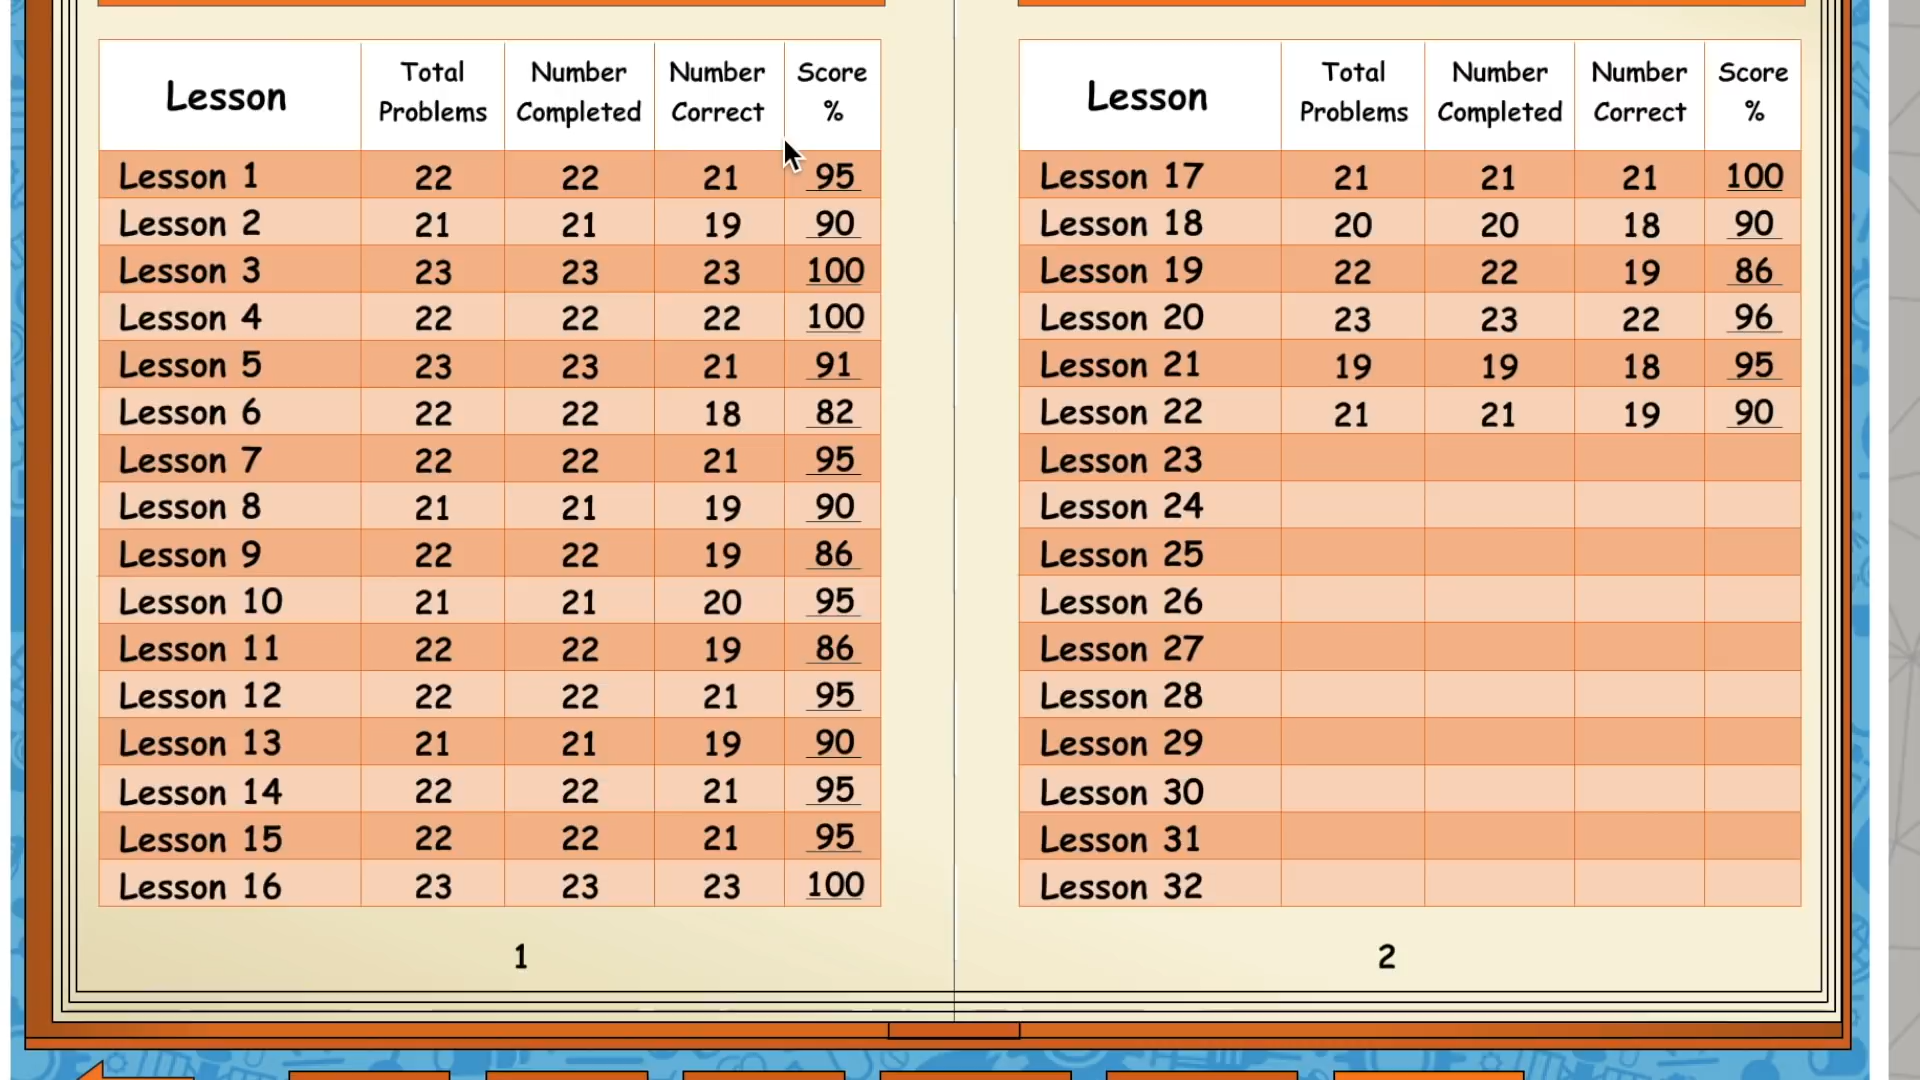 Lesson Total Problems Number Completed Number Correct Score %
Lesson 1 22 22 21 95
Lesson 2 21 21 19 90
Lesson 3 23 23 23 100
Lesson 4 22 22 22 100
Lesson 5 23 23 21 91
Lesson 6 22 22 18 82
Lesson 7 22 22 21 95
Lesson 8 21 21 19 90
Lesson 9 22 22 19 86
Lesson 10 21 21 20 95
Lesson 11 22 22 19 86
Lesson 12 22 22 21 95
Lesson 13 21 21 19 90
Lesson 14 22 22 21 95
Lesson 15 22 22 21 95
Lesson 16 23 23 23 100
1
Lesson Total Problems Number Completed Number Correct Score %
Lesson 17 21 21 21 100
Lesson 18 20 20 18 90
Lesson 19 22 22 19 86
Lesson 20 23 23 22 96
Lesson 21 19 19 18 95
Lesson 22 21 21 19 90
Lesson 23
Lesson 24
Lesson 25
Lesson 26
Lesson 27
Lesson 28
Lesson 29
Lesson 30
Lesson 31
Lesson 32
2